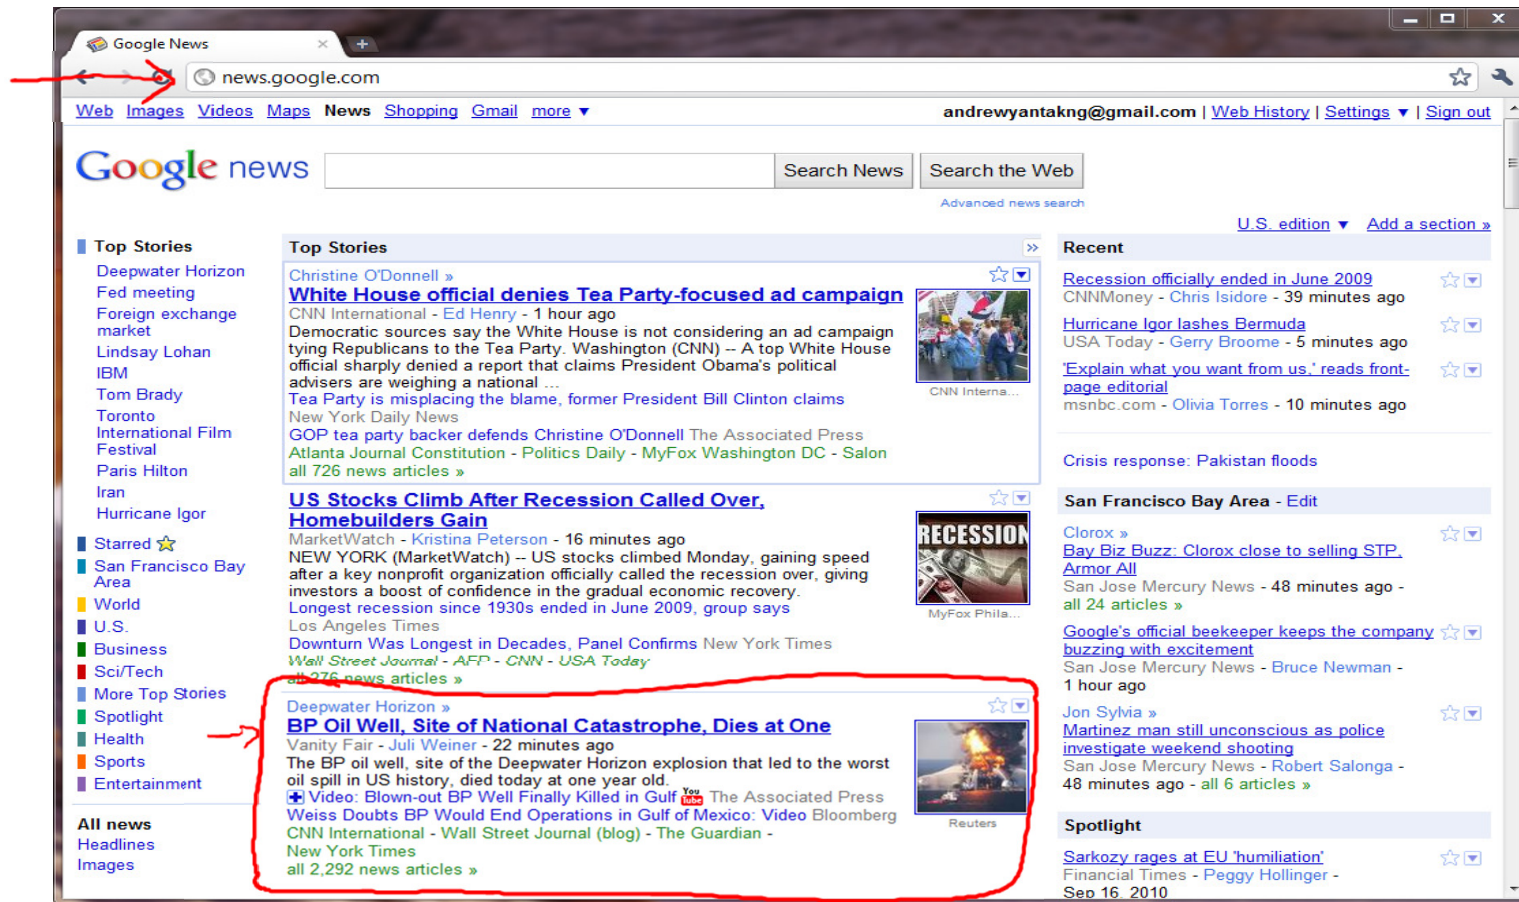 Google News
news.google.com
Web Images Videos Maps News Shopping Gmail more ▼
andrewyantakng@gmail.com | Web History | Settings ▼ | Sign out
Google news
Search News
Search the Web
Advanced news search
U.S. edition ▼ Add a section »
Top Stories
Deepwater Horizon
Fed meeting
Foreign exchange
market
Lindsay Lohan
IBM
Tom Brady
Toronto
International Film
Festival
Paris Hilton
Iran
Hurricane Igor
Starred
San Francisco Bay
Area
World
U.S.
Business
Sci/Tech
More Top Stories
Spotlight
Health
Sports
Entertainment
All news
Headlines
Images
Top Stories
Christine O'Donnell »
White House official denies Tea Party-focused ad campaign
CNN International - Ed Henry - 1 hour ago
Democratic sources say the White House is not considering an ad campaign
tying Republicans to the Tea Party. Washington (CNN) -- A top White House
official sharply denied a report that claims President Obama's political
advisers are weighing a national ...
Tea Party is misplacing the blame, former President Bill Clinton claims
New York Daily News
GOP tea party backer defends Christine O'Donnell The Associated Press
Atlanta Journal Constitution - Politics Daily - MyFox Washington DC - Salon
all 726 news articles »
CNN Interna...
US Stocks Climb After Recession Called Over,
Homebuilders Gain
MarketWatch - Kristina Peterson - 16 minutes ago
NEW YORK (MarketWatch) -- US stocks climbed Monday, gaining speed
after a key nonprofit organization officially called the recession over, giving
investors a boost of confidence in the gradual economic recovery.
Longest recession since 1930s ended in June 2009, group says
Los Angeles Times
Downturn Was Longest in Decades, Panel Confirms New York Times
Wall Street Journal - AFP - CNN - USA Today
all 276 news articles »
RECESSION
MyFox Phila...
Deepwater Horizon »
BP Oil Well, Site of National Catastrophe, Dies at One
Vanity Fair - Juli Weiner - 22 minutes ago
The BP oil well, site of the Deepwater Horizon explosion that led to the worst
oil spill in US history, died today at one year old.
Video: Blown-out BP Well Finally Killed in Gulf You Tube The Associated Press
Weiss Doubts BP Would End Operations in Gulf of Mexico: Video Bloomberg
CNN International - Wall Street Journal (blog) - The Guardian -
New York Times
all 2,292 news articles »
Reuters
Recent
Recession officially ended in June 2009
CNNMoney - Chris Isidore - 39 minutes ago
Hurricane Igor lashes Bermuda
USA Today - Gerry Broome - 5 minutes ago
'Explain what you want from us,' reads front-
page editorial
msnbc.com - Olivia Torres - 10 minutes ago
Crisis response: Pakistan floods
San Francisco Bay Area - Edit
Clorox »
Bay Biz Buzz: Clorox close to selling STP,
Armor All
San Jose Mercury News - 48 minutes ago -
all 24 articles »
Google's official beekeeper keeps the company
buzzing with excitement
San Jose Mercury News - Bruce Newman -
1 hour ago
Jon Sylvia »
Martinez man still unconscious as police
investigate weekend shooting
San Jose Mercury News - Robert Salonga -
48 minutes ago - all 6 articles »
Spotlight
Sarkozy rages at EU 'humiliation'
Financial Times - Peggy Hollinger -
Sep 16, 2010